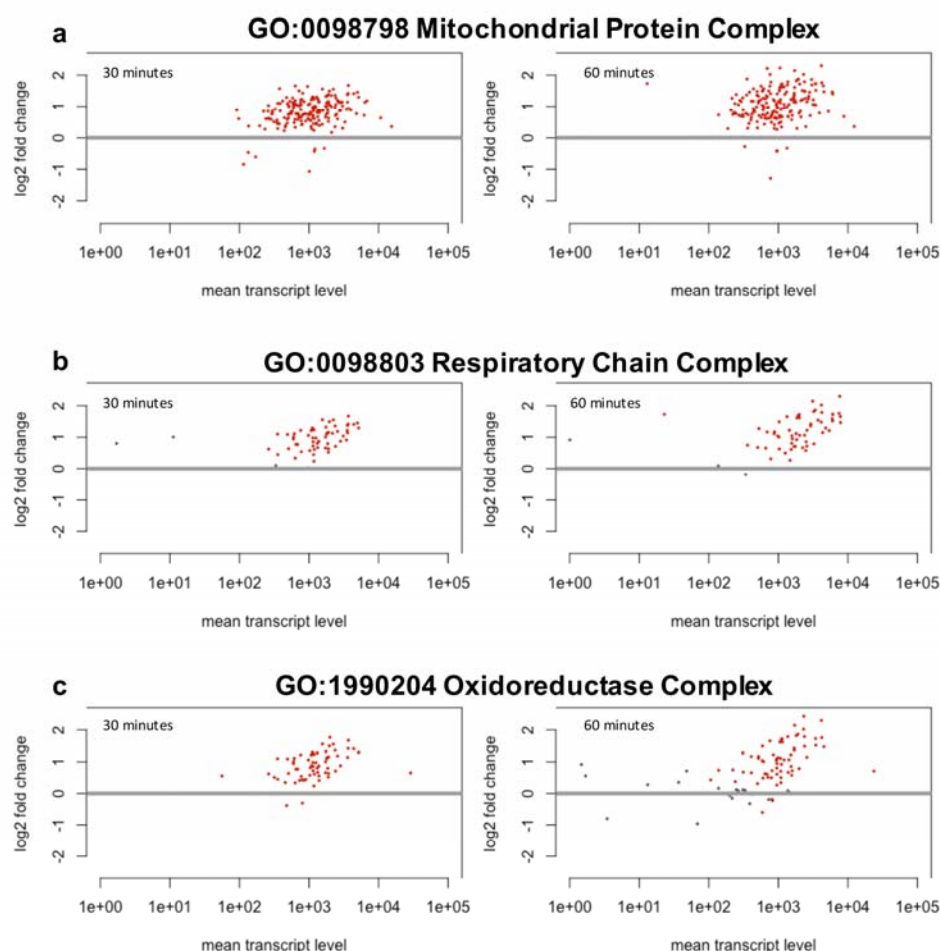 a GO:0098798 Mitochondrial Protein Complex
30 minutes
60 minutes
log2 fold change
2
1
0
-1
-2
log2 fold change
2
1
0
-1
-2
1e+00 1e+01 1e+02 1e+03 1e+04 1e+05
1e+00 1e+01 1e+02 1e+03 1e+04 1e+05
mean transcript level
mean transcript level
b GO:0098803 Respiratory Chain Complex
30 minutes
60 minutes
log2 fold change
2
1
0
-1
-2
log2 fold change
2
1
0
-1
-2
1e+00 1e+01 1e+02 1e+03 1e+04 1e+05
1e+00 1e+01 1e+02 1e+03 1e+04 1e+05
mean transcript level
mean transcript level
c GO:1990204 Oxidoreductase Complex
30 minutes
60 minutes
log2 fold change
2
1
0
-1
-2
log2 fold change
2
1
0
-1
-2
1e+00 1e+01 1e+02 1e+03 1e+04 1e+05
1e+00 1e+01 1e+02 1e+03 1e+04 1e+05
mean transcript level
mean transcript level